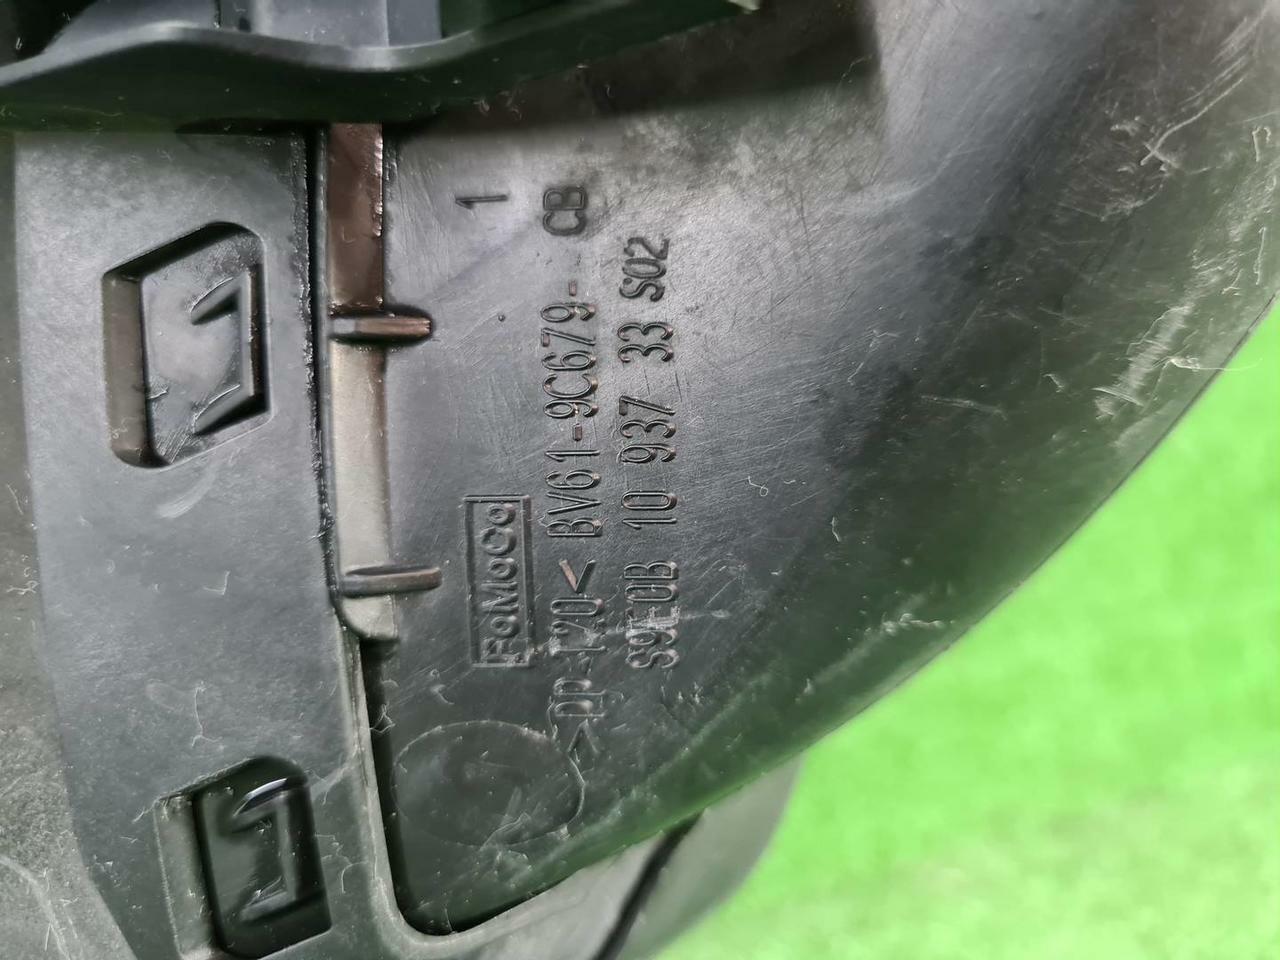 1
FoMoCo
>PP-T20< BV61-9C679-CB
S9E0B 10 937 33 S02